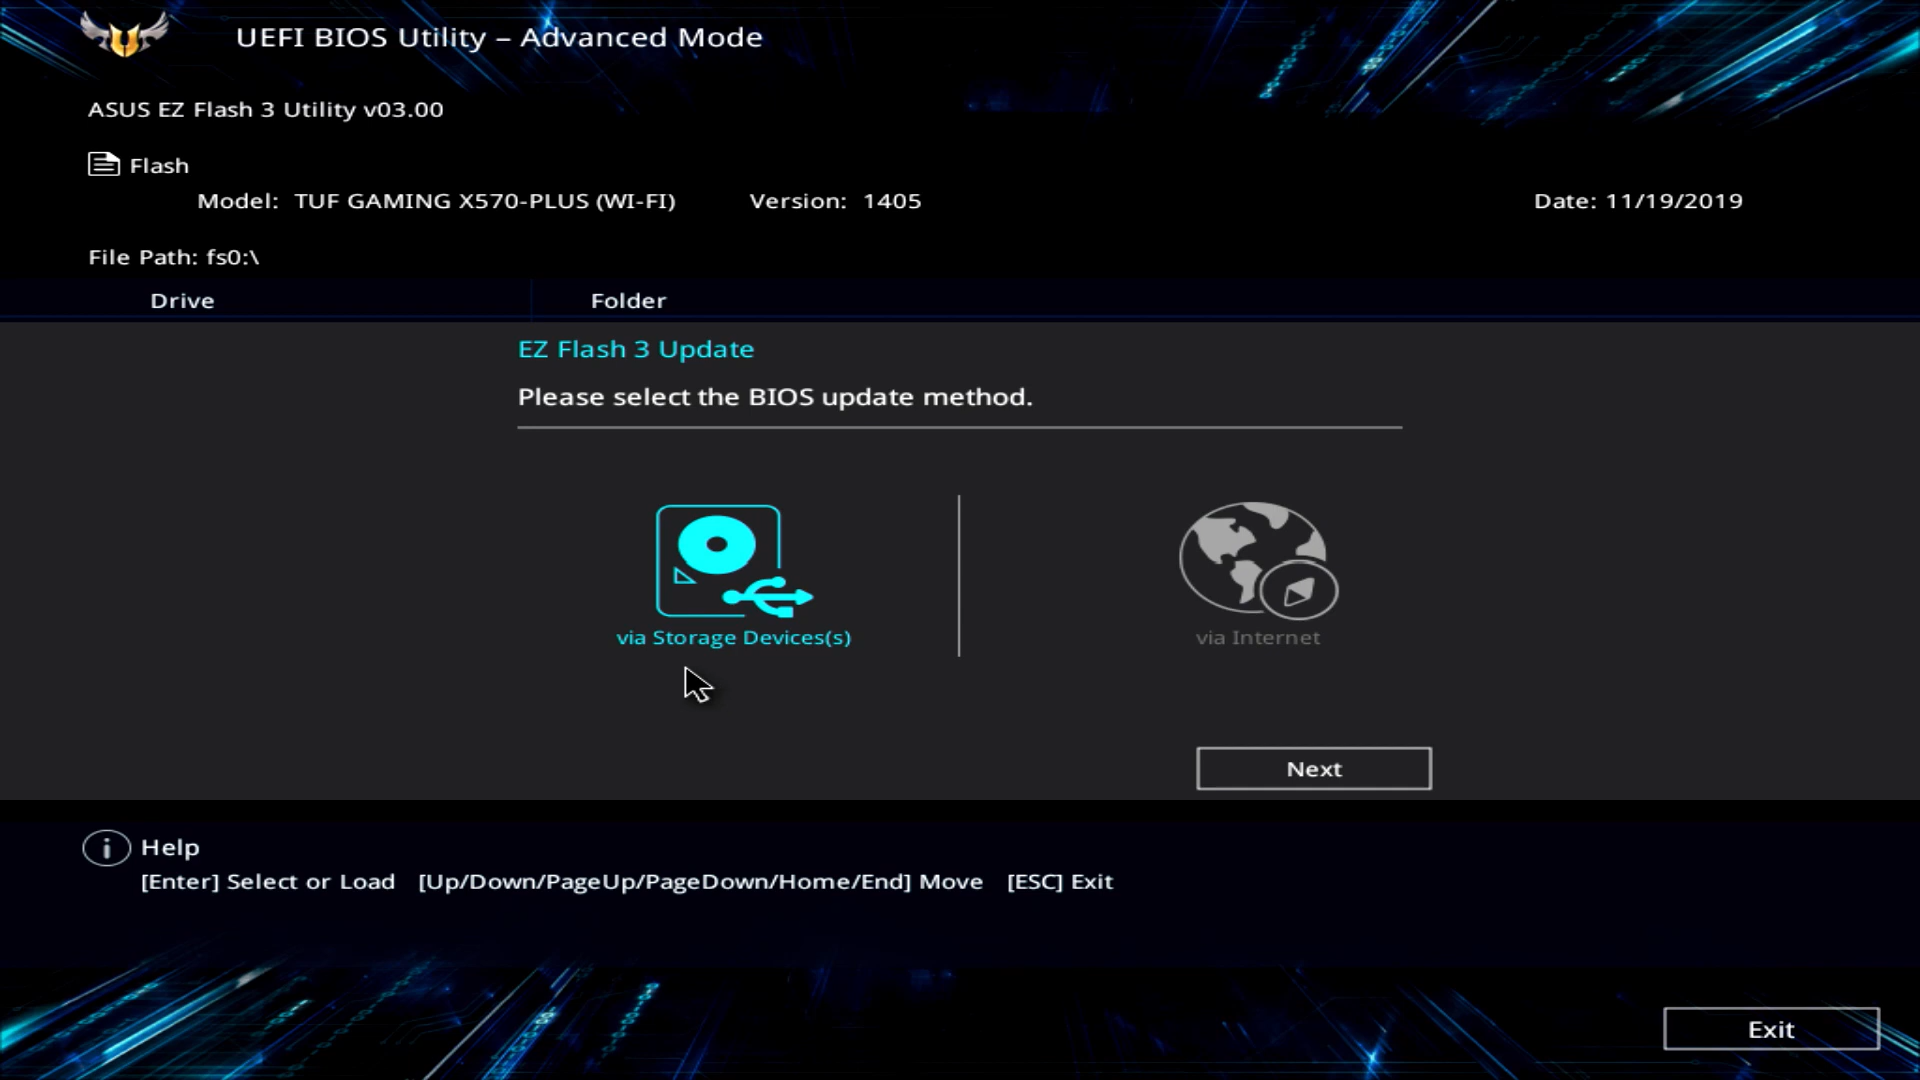 UEFI BIOS Utility – Advanced Mode
ASUS EZ Flash 3 Utility v03.00
Flash
Model: TUF GAMING X570-PLUS (WI-FI) Version: 1405 Date: 11/19/2019
File Path: fs0:\
Drive Folder
EZ Flash 3 Update
Please select the BIOS update method.
via Storage Devices(s) via Internet
Next
Help
[Enter] Select or Load [Up/Down/PageUp/PageDown/Home/End] Move [ESC] Exit
Exit